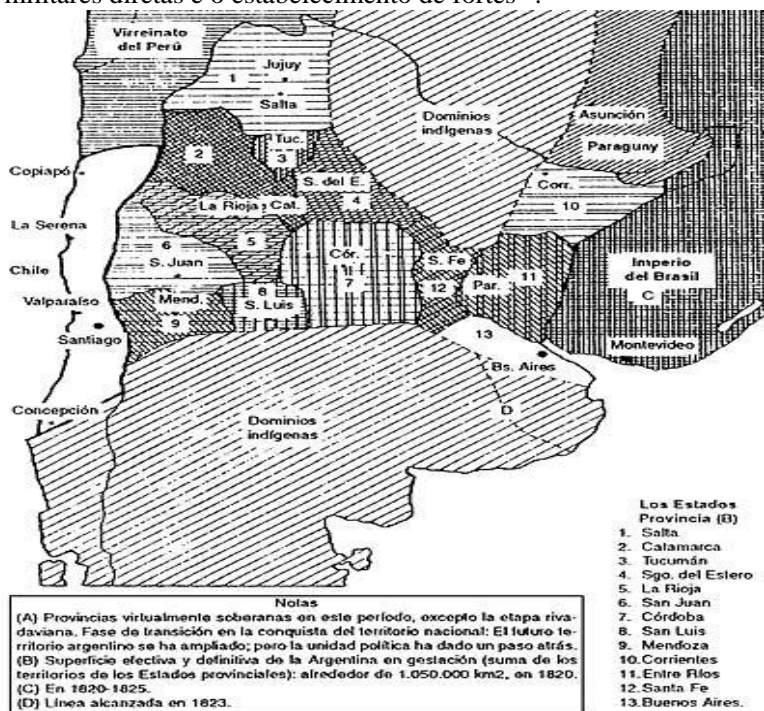 militares diretas e o estabelecimento de fortes
Virreinato
del Perú
1
Jujuy
Salta
Dominios
indígenas
Asunción
Paraguny
Tuc.
3
2
Copiapó
S. del E.
4
Corr.
10
La Rioja
Cat.
La Serena
5
6
S. Juan
Cór.
7
S. Fe
12
Par.
11
Imperio
del Brasil
C
Chile
Valparaíso
Mend.
9
8
S. Luis
Santiago
13
Bs. Aires
Montevideo
D
Concepción
Dominios
indígenas
Los Estados
Provincia (B)
1. Salta
2. Catamarca
3. Tucumán
4. Sgo. del Estero
5. La Rioja
6. San Juan
7. Córdoba
8. San Luis
9. Mendoza
10. Corrientes
11. Entre Ríos
12. Santa Fe
13. Buenos Aires.
Notas
(A) Provincias virtualmente soberanas en este período, excepto la etapa riva-
daviana. Fase de transición en la conquista del territorio nacional: El futuro te-
rritorio argentino se ha ampliado; pero la unidad política ha dado un paso atrás.
(B) Superficie efectiva y definitiva de la Argentina en gestación (suma de los
territorios de los Estados provinciales): alrededor de 1.050.000 km2, en 1820.
(C) En 1820-1825.
(D) Línea alcanzada en 1823.